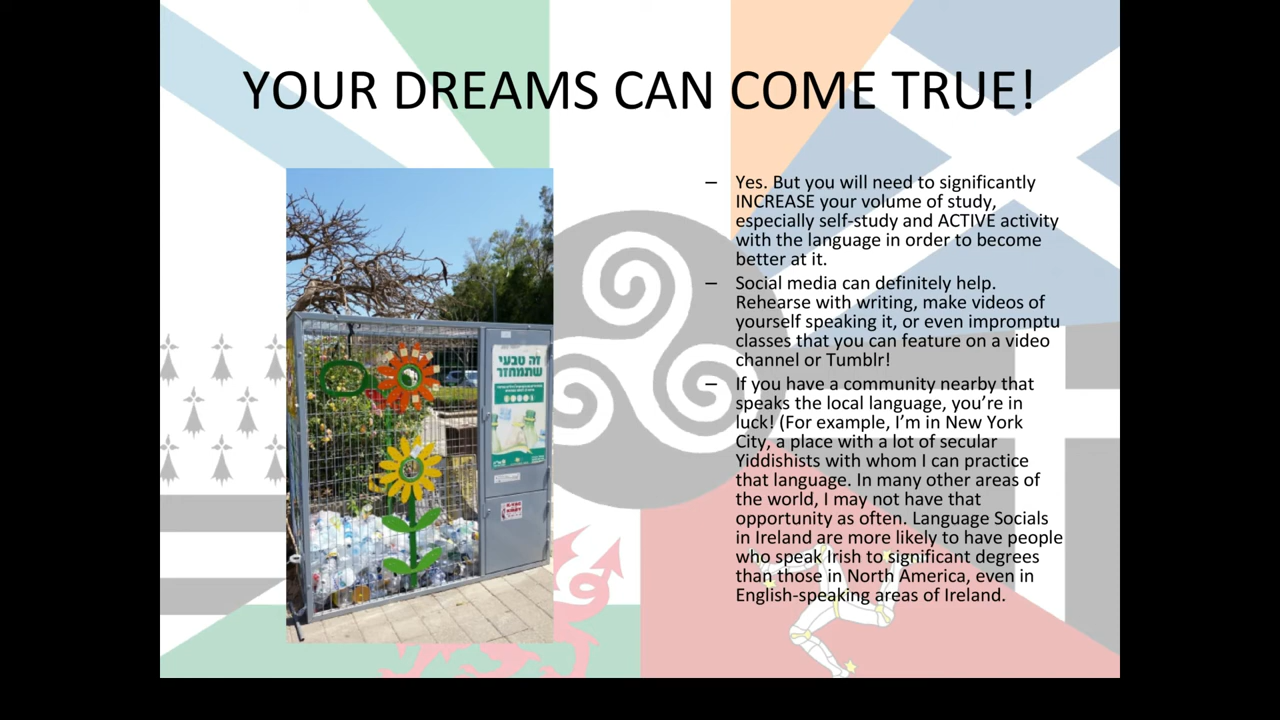 YOUR DREAMS CAN COME TRUE!
– Yes. But you will need to significantly
INCREASE your volume of study,
especially self-study and ACTIVE activity
with the language in order to become
better at it.
– Social media can definitely help.
Rehearse with writing, make videos of
yourself speaking it, or even impromptu
classes that you can feature on a video
channel or Tumblr!
– If you have a community nearby that
speaks the local language, you’re in
luck! (For example, I’m in New York
City, a place with a lot of secular
Yiddishists with whom I can practice
that language. In many other areas of
the world, I may not have that
opportunity as often. Language Socials
in Ireland are more likely to have people
who speak Irish to significant degrees
than those in North America, even in
English-speaking areas of Ireland.
זה טבעי
שתמחזר